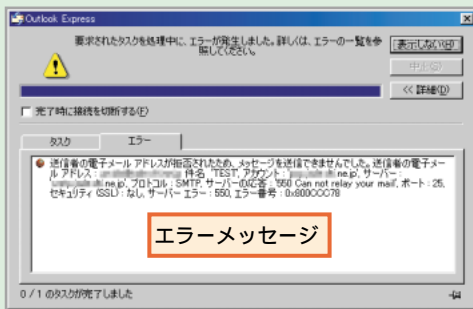 Outlook Express
要求されたタスクを処理中に、エラーが発生しました。詳しくは、エラーの一覧を参
照してください。
表示しない(H)
中止(S)
<< 詳細(D)
完了時に接続を切断する(F)
タスク
エラー
送信者の電子メール アドレスが拒否されたため、メッセージを送信できませんでした。送信者の電子メー
ル アドレス : ne.jp' 件名 'TEST', アカウント : ne.jp', サーバー :
ne.jp', プロトコル : SMTP, サーバーの応答 : '550 Can not relay your mail', ポート : 25,
セキュリティ (SSL) : なし, サーバー エラー : 550, エラー番号 : 0x800CCC78
エラーメッセージ
0 / 1 のタスクが完了しました